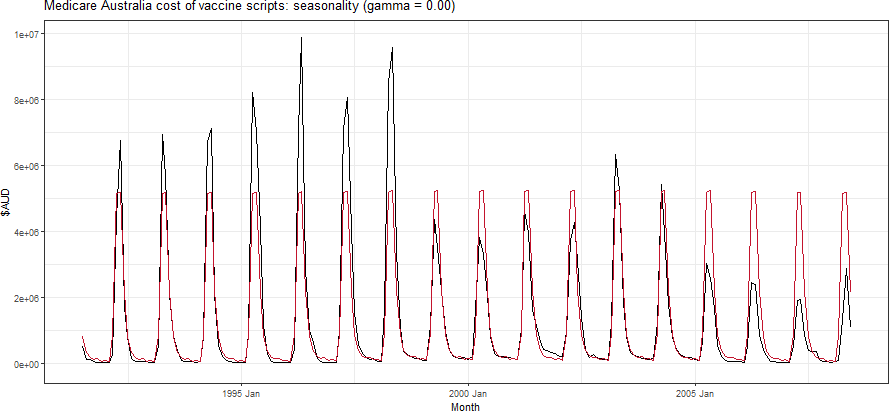 Medicare Australia cost of vaccine scripts: seasonality (gamma = 0.00)
1e+07
8e+06
6e+06
4e+06
2e+06
0e+00
$AUD
1995 Jan
2000 Jan
2005 Jan
Month